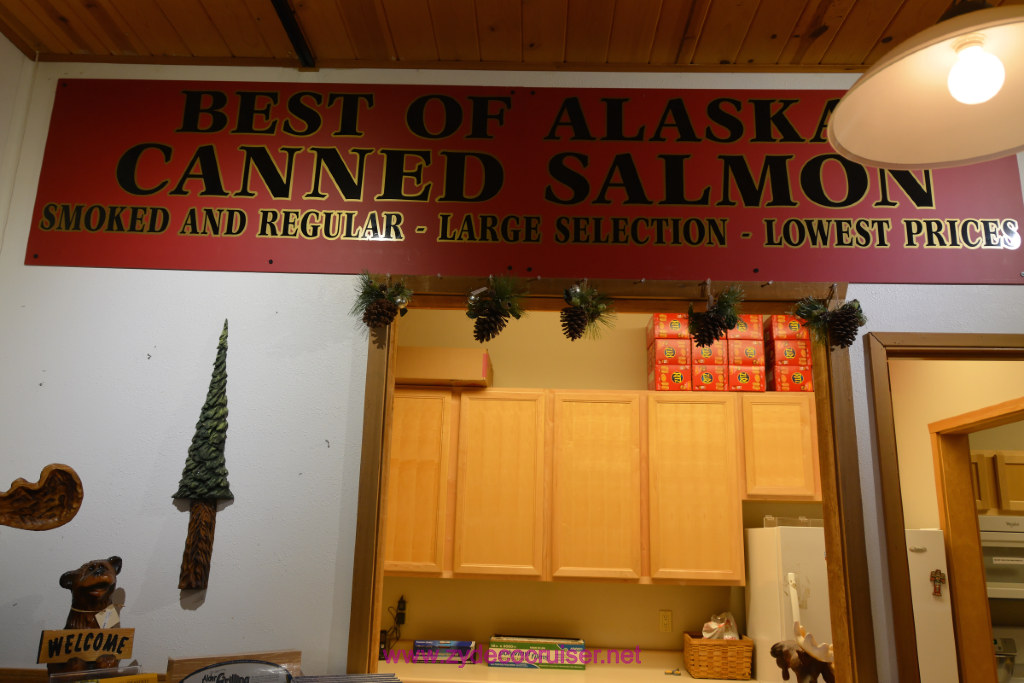 BEST OF ALASKA
CANNED SALMON
SMOKED AND REGULAR - LARGE SELECTION - LOWEST PRICES
WELCOME
www.zydecocruiser.net